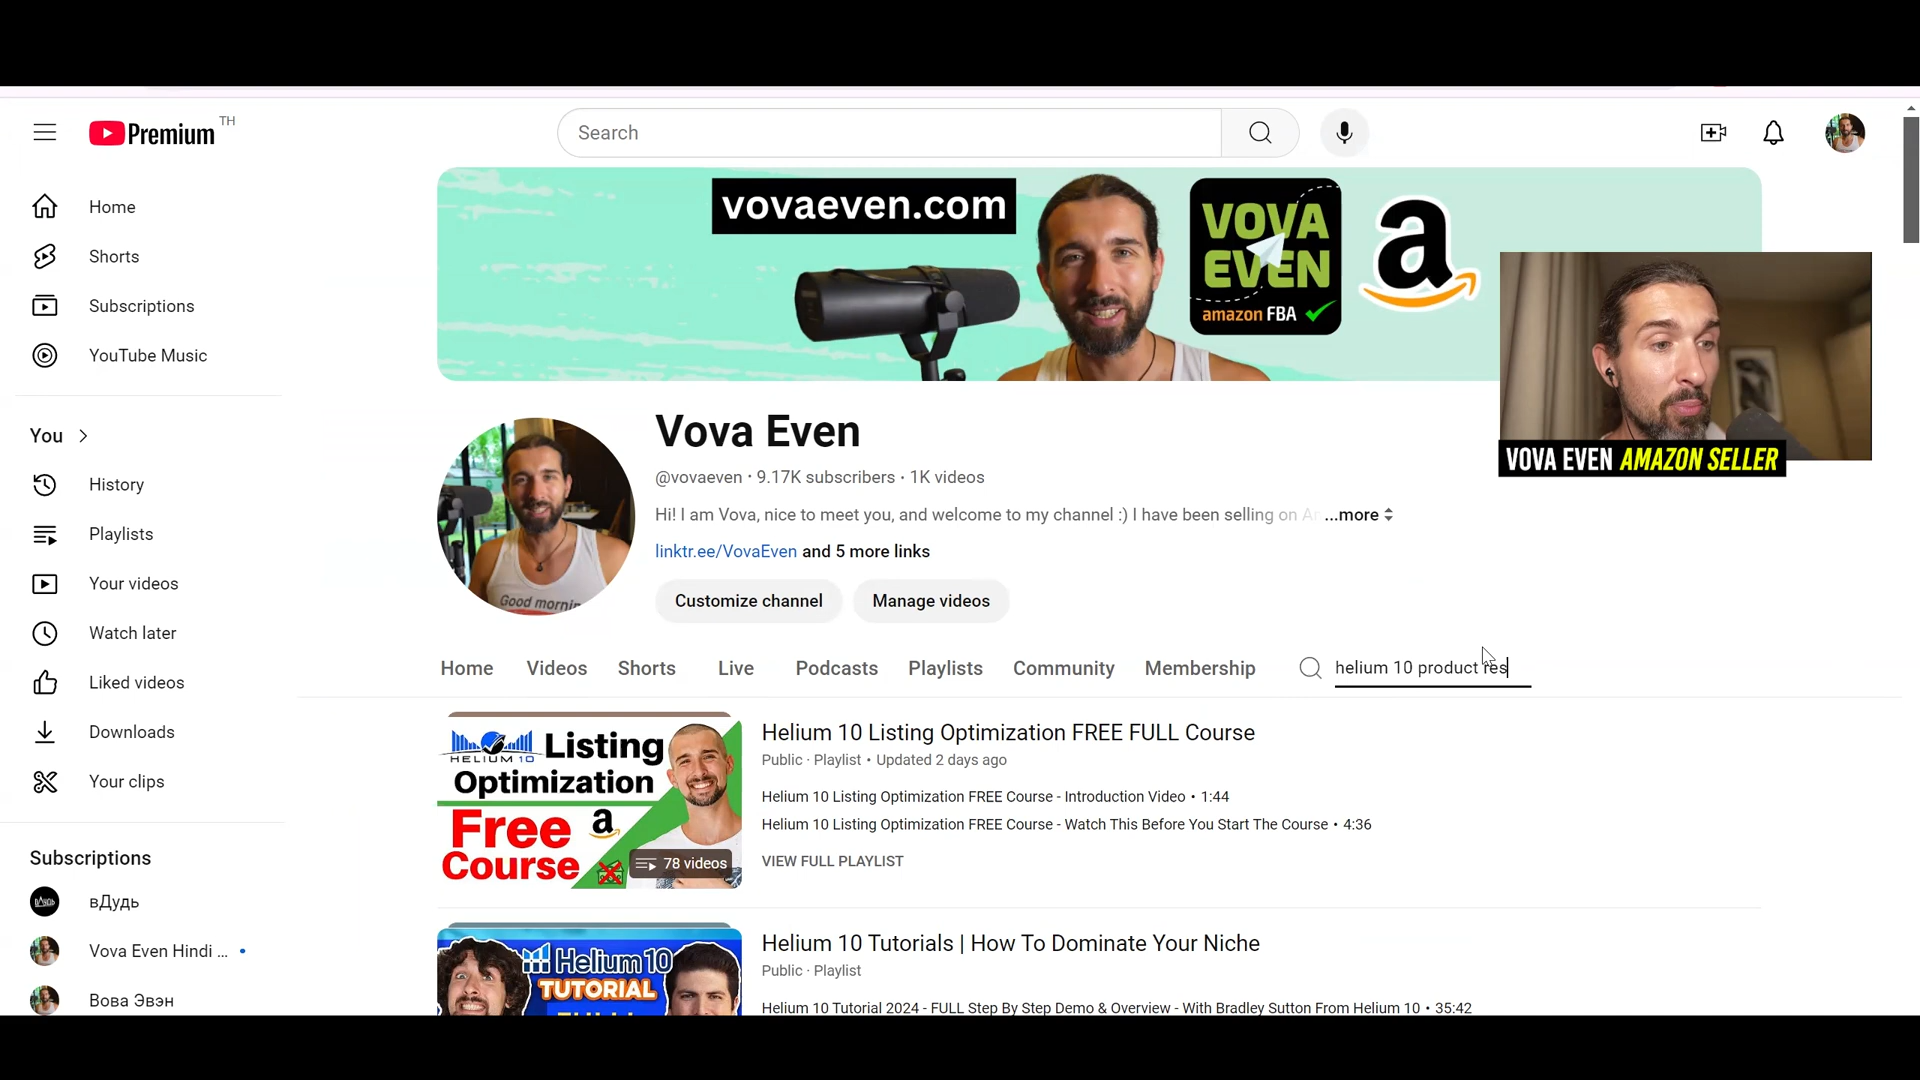 Premium TH
Search
Home
Shorts
Subscriptions
YouTube Music
You
History
Playlists
Your videos
Watch later
Liked videos
Downloads
Your clips
Subscriptions
вДудь
Vova Even Hindi ...
Вова Эвэн
vovaeven.com
VOVA
EVEN
amazon FBA
a
VOVA EVEN AMAZON SELLER
Good mornin
Vova Even
@vovaeven · 9.17K subscribers · 1K videos
Hi! I am Vova, nice to meet you, and welcome to my channel :) I have been selling on A ...more
linktr.ee/VovaEven and 5 more links
Customize channel Manage videos
Home Videos Shorts Live Podcasts Playlists Community Membership helium 10 product res
HELIUM 10
Listing
Optimization
Free
Course
a
78 videos
Helium 10 Listing Optimization FREE FULL Course
Public · Playlist • Updated 2 days ago
Helium 10 Listing Optimization FREE Course - Introduction Video • 1:44
Helium 10 Listing Optimization FREE Course - Watch This Before You Start The Course • 4:36
VIEW FULL PLAYLIST
Helium 10
TUTORIAL
Helium 10 Tutorials | How To Dominate Your Niche
Public · Playlist
Helium 10 Tutorial 2024 - FULL Step By Step Demo & Overview - With Bradley Sutton From Helium 10 • 35:42